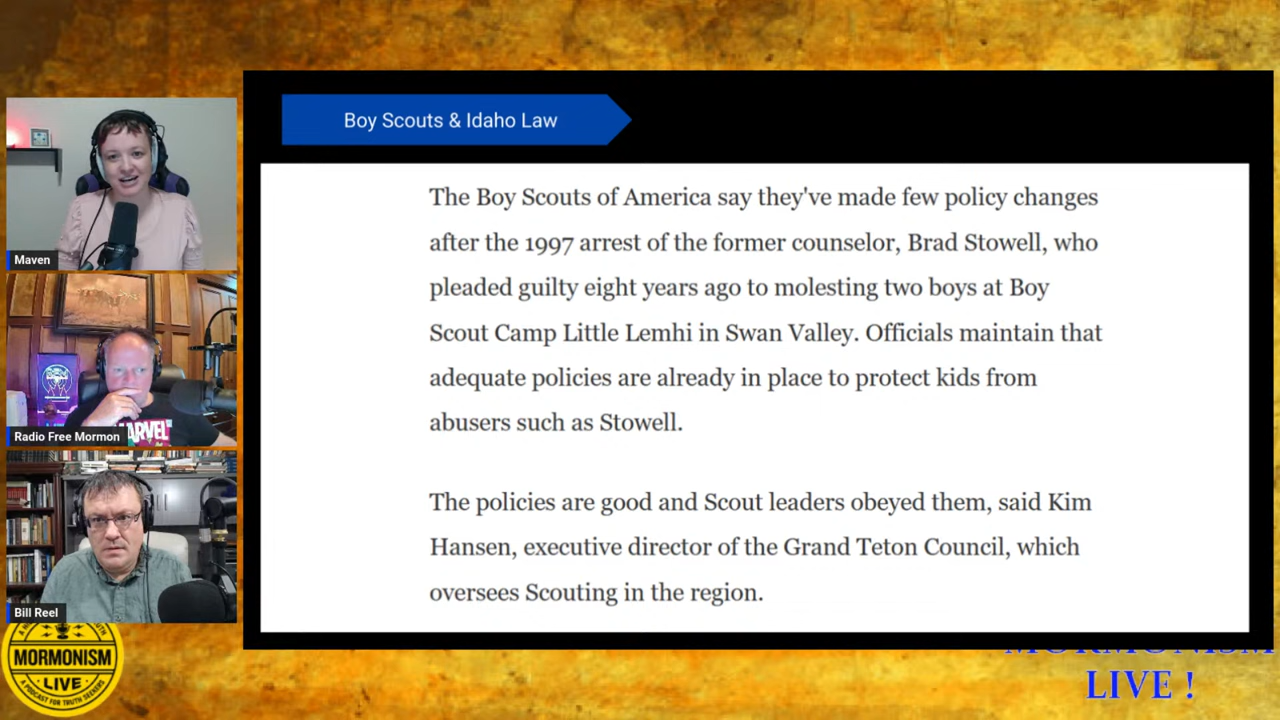 Boy Scouts & Idaho Law
The Boy Scouts of America say they've made few policy changes
after the 1997 arrest of the former counselor, Brad Stowell, who
pleaded guilty eight years ago to molesting two boys at Boy
Scout Camp Little Lemhi in Swan Valley. Officials maintain that
adequate policies are already in place to protect kids from
abusers such as Stowell.
The policies are good and Scout leaders obeyed them, said Kim
Hansen, executive director of the Grand Teton Council, which
oversees Scouting in the region.
Maven
Radio Free Mormon
Bill Reel
MORMONISM
LIVE
A PODCAST FOR TRUTH SEEKERS
MORMONISM
LIVE !